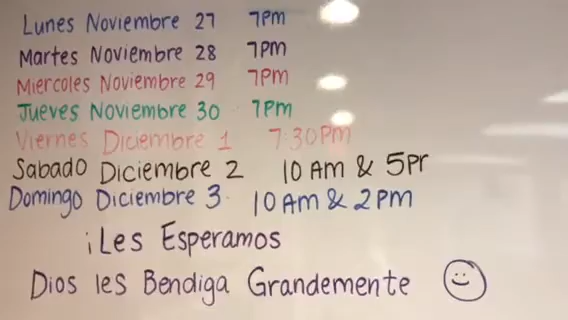 Lunes Noviembre 27 7pm
Martes Noviembre 28 7pm
Miercoles Noviembre 29 7pm
Jueves Noviembre 30 7pm
Viernes Diciembre 1 7:30pm
Sabado Diciembre 2 10 Am & 5pr
Domingo Diciembre 3 10 Am & 2pm
¡Les Esperamos
Dios les Bendiga Grandemente